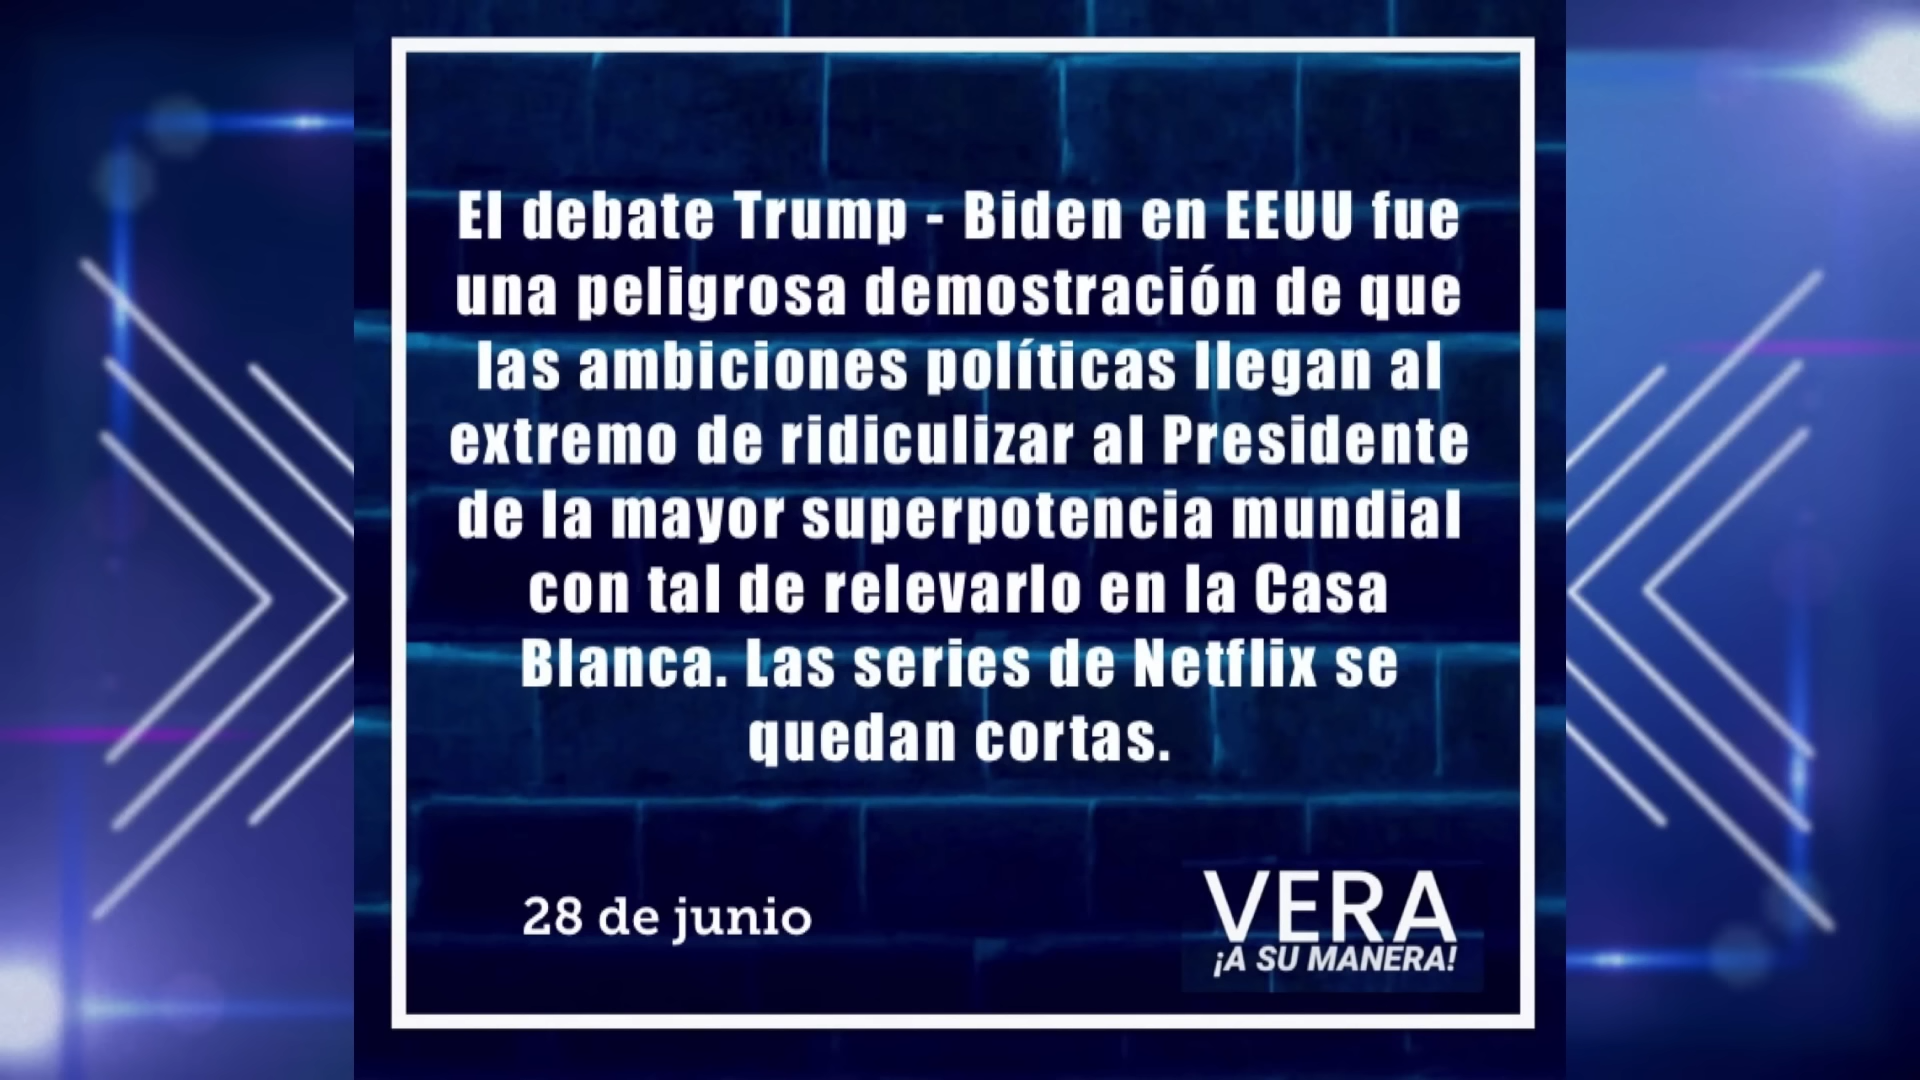 El debate Trump - Biden en EEUU fue
una peligrosa demostración de que
las ambiciones políticas llegan al
extremo de ridiculizar al Presidente
de la mayor superpotencia mundial
con tal de relevarlo en la Casa
Blanca. Las series de Netflix se
quedan cortas.
28 de junio
VERA
¡A SU MANERA!